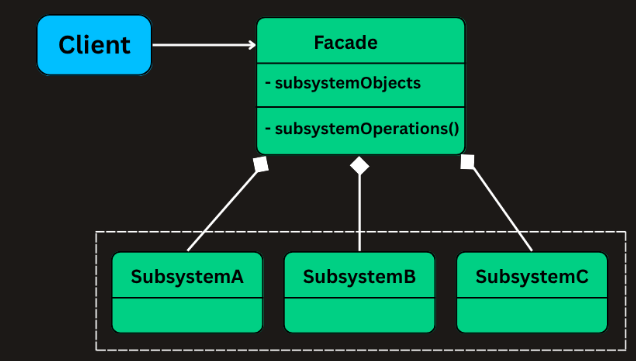 Client
Facade
- subsystemObjects
- subsystemOperations()
SubsystemA
SubsystemB
SubsystemC